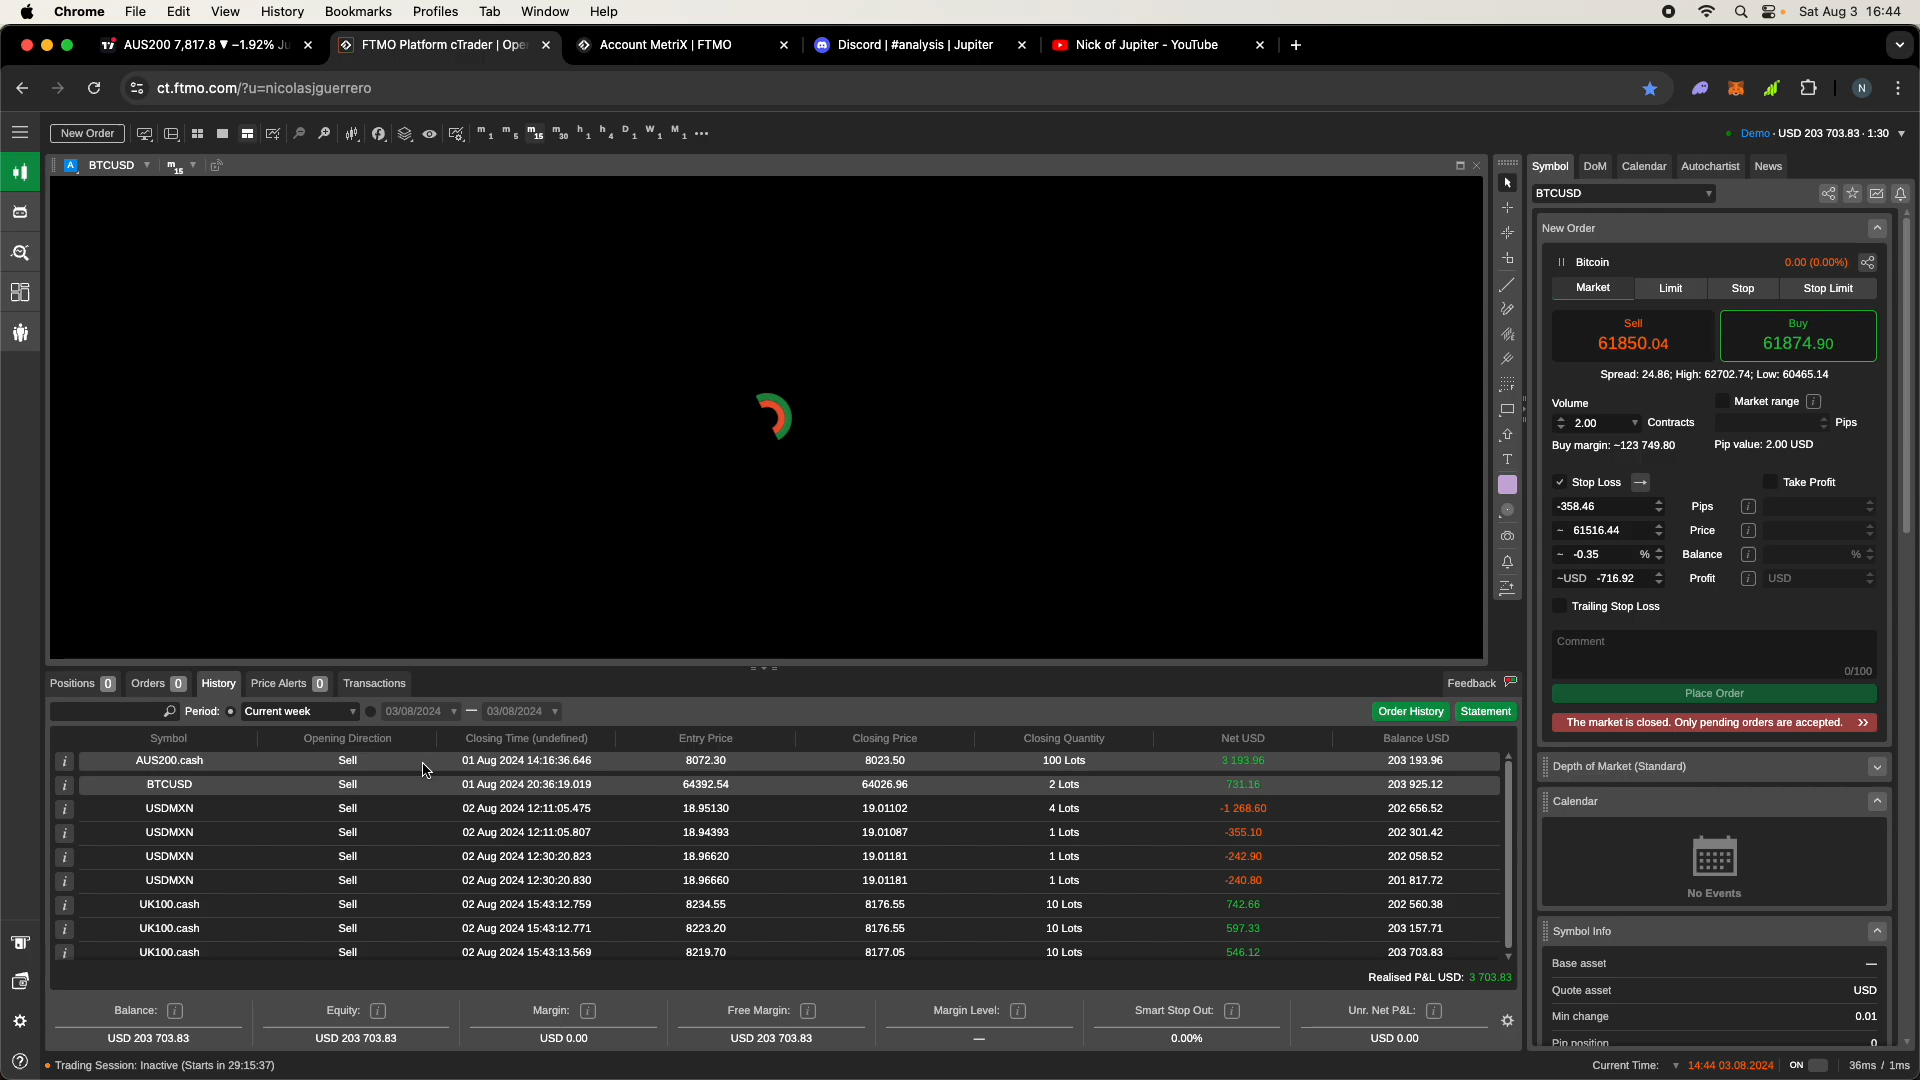 Chrome File Edit View History Bookmarks Profiles Tab Window Help Sat Aug 3 16:44
AUS200 7,817.8 ▼ −1.92% Ju FTMO Platform cTrader | Ope Account MetriX | FTMO Discord | #analysis | Jupiter Nick of Jupiter - YouTube
ct.ftmo.com/?u=nicolasjguerrero N
New Order m1 m5 m15 m30 h1 h4 D1 W1 M1 ••• Demo · USD 203 703.83 · 1:30
A BTCUSD m15
Symbol DoM Calendar Autochartist News
BTCUSD
New Order
Bitcoin 0.00 (0.00%)
Market Limit Stop Stop Limit
Sell Buy
61850.04 61874.90
Spread: 24.86; High: 62702.74; Low: 60465.14
Volume Market range i
2.00 Contracts Pips
Buy margin: ~123 749.80 Pip value: 2.00 USD
Stop Loss → Take Profit
-358.46 Pips i
~ 61516.44 Price i
~ -0.35 % Balance i %
~USD -716.92 Profit i USD
Trailing Stop Loss
Comment
0/100
Place Order
The market is closed. Only pending orders are accepted. »
Depth of Market (Standard)
Calendar
No Events
Symbol Info
Base asset —
Quote asset USD
Min change 0.01
Pip position 0
T
Positions 0 Orders 0 History Price Alerts 0 Transactions Feedback
Period: Current week 03/08/2024 — 03/08/2024 Order History Statement
Symbol Opening Direction Closing Time (undefined) Entry Price Closing Price Closing Quantity Net USD Balance USD
i AUS200.cash Sell 01 Aug 2024 14:16:36.646 8072.30 8023.50 100 Lots 3 193.96 203 193.96
i BTCUSD Sell 01 Aug 2024 20:36:19.019 64392.54 64026.96 2 Lots 731.16 203 925.12
i USDMXN Sell 02 Aug 2024 12:11:05.475 18.95130 19.01102 4 Lots -1 268.60 202 656.52
i USDMXN Sell 02 Aug 2024 12:11:05.807 18.94393 19.01087 1 Lots -355.10 202 301.42
i USDMXN Sell 02 Aug 2024 12:30:20.823 18.96620 19.01181 1 Lots -242.90 202 058.52
i USDMXN Sell 02 Aug 2024 12:30:20.830 18.96660 19.01181 1 Lots -240.80 201 817.72
i UK100.cash Sell 02 Aug 2024 15:43:12.759 8234.55 8176.55 10 Lots 742.66 202 560.38
i UK100.cash Sell 02 Aug 2024 15:43:12.771 8223.20 8176.55 10 Lots 597.33 203 157.71
i UK100.cash Sell 02 Aug 2024 15:43:13.569 8219.70 8177.05 10 Lots 546.12 203 703.83
Realised P&L USD: 3 703.83
Balance: i Equity: i Margin: i Free Margin: i Margin Level: i Smart Stop Out: i Unr. Net P&L: i
USD 203 703.83 USD 203 703.83 USD 0.00 USD 203 703.83 — 0.00% USD 0.00
Trading Session: Inactive (Starts in 29:15:37) Current Time: 14:44 03.08.2024 ON 36ms / 1ms